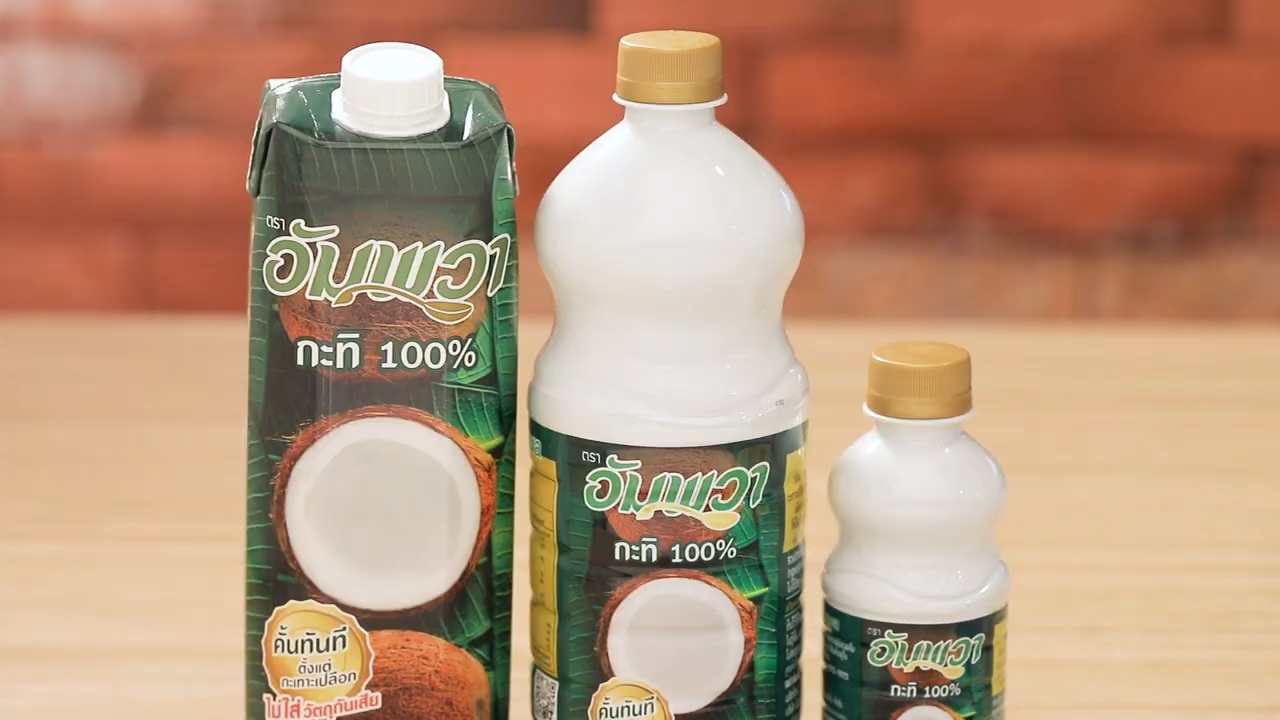 ตรา
อัมพวา
กะทิ 100%
คั้นทันที
ตั้งแต่
กะเทาะเปลือก
ไม่ใส่วัตถุกันเสีย
ตรา
อัมพวา
กะทิ 100%
คั้นทันที
ตรา
อัมพวา
กะทิ 100%